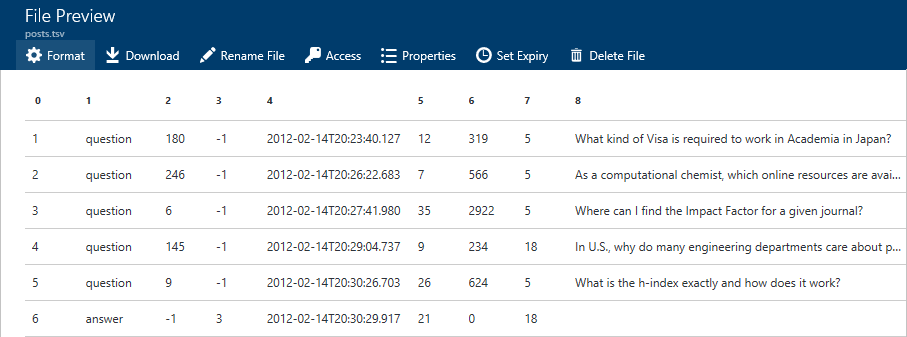 File Preview
posts.tsv
Format Download Rename File Access Properties Set Expiry Delete File
0 1 2 3 4 5 6 7 8
1 question 180 -1 2012-02-14T20:23:40.127 12 319 5 What kind of Visa is required to work in Academia in Japan?
2 question 246 -1 2012-02-14T20:26:22.683 7 566 5 As a computational chemist, which online resources are avai...
3 question 6 -1 2012-02-14T20:27:41.980 35 2922 5 Where can I find the Impact Factor for a given journal?
4 question 145 -1 2012-02-14T20:29:04.737 9 234 18 In U.S., why do many engineering departments care about p...
5 question 9 -1 2012-02-14T20:30:26.703 26 624 5 What is the h-index exactly and how does it work?
6 answer -1 3 2012-02-14T20:30:29.917 21 0 18